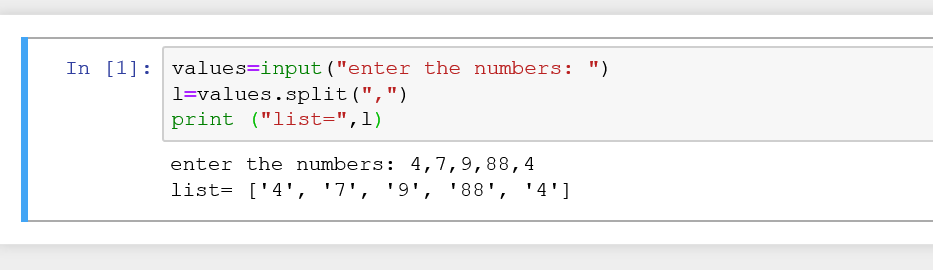 In [1]: values=input("enter the numbers: ")
l=values.split(",")
print ("list=",l)
enter the numbers: 4,7,9,88,4
list= ['4', '7', '9', '88', '4']